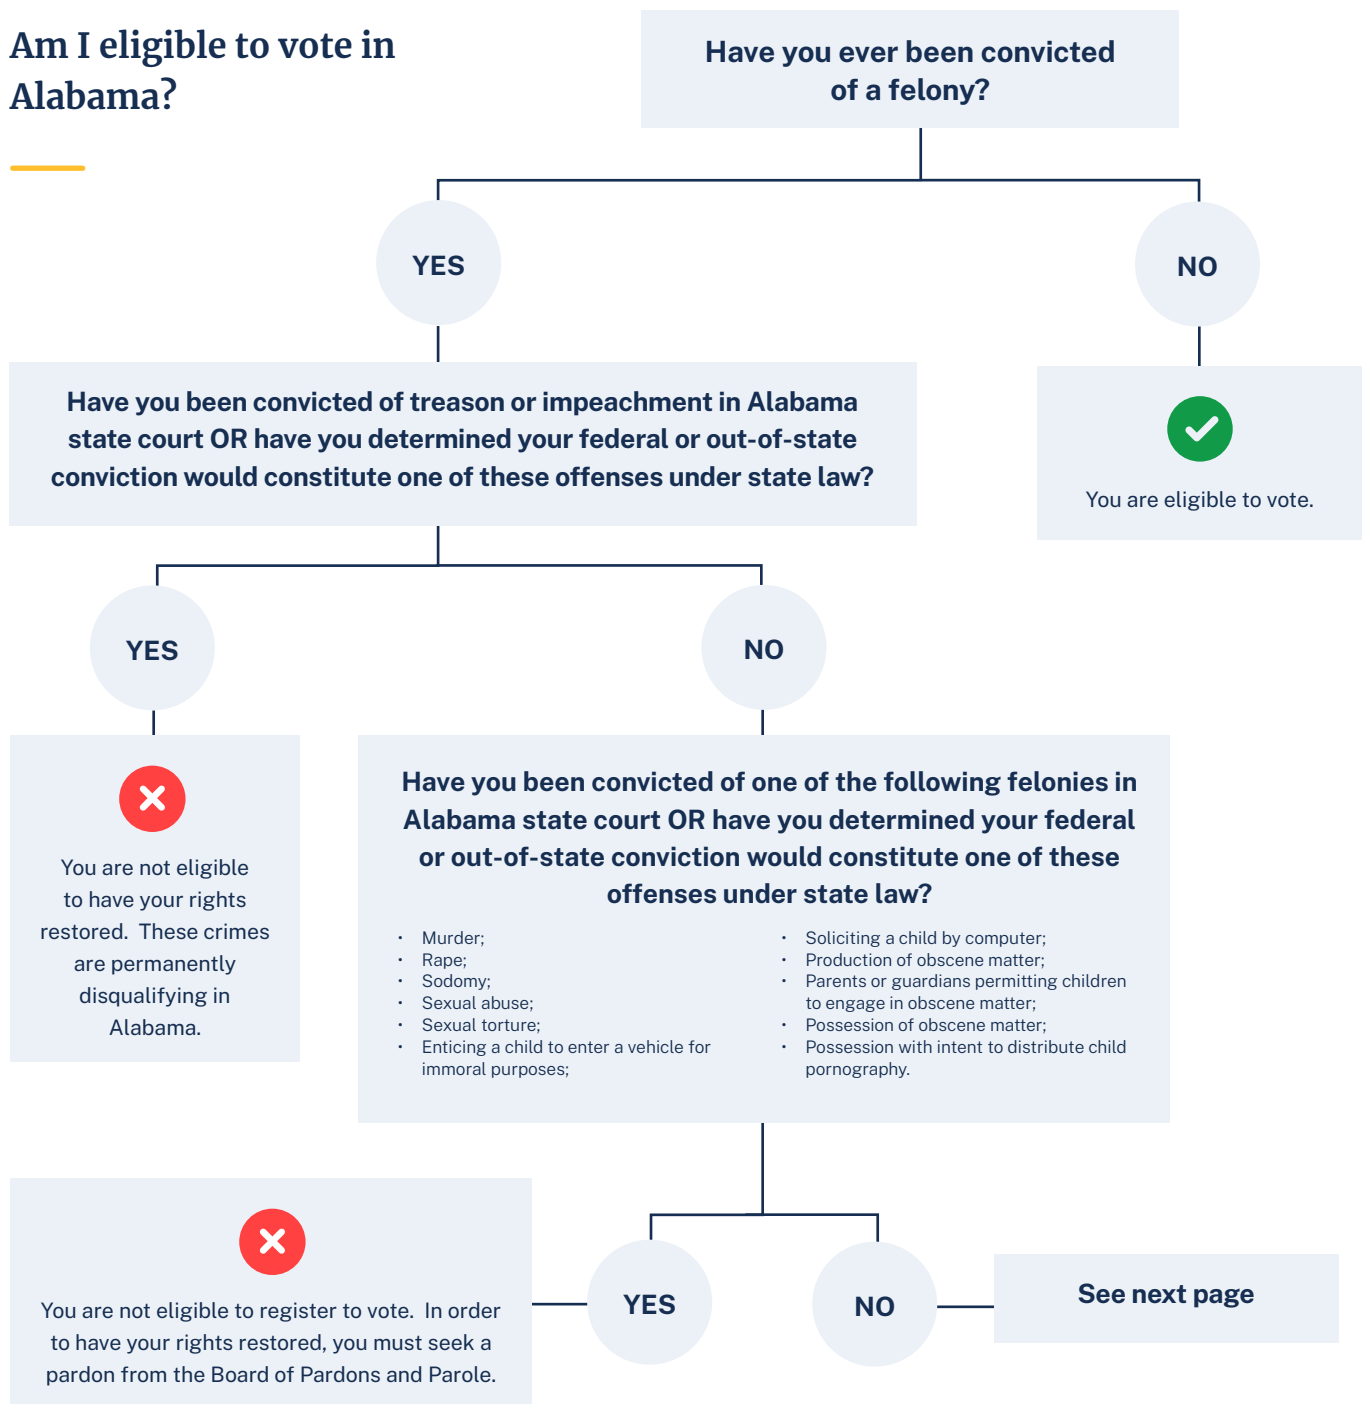 Am I eligible to vote in
Alabama?
Have you ever been convicted
of a felony?
YES
NO
Have you been convicted of treason or impeachment in Alabama
state court OR have you determined your federal or out-of-state
conviction would constitute one of these offenses under state law?
You are eligible to vote.
YES
NO
You are not eligible
to have your rights
restored.  These crimes
are permanently
disqualifying in
Alabama.
Have you been convicted of one of the following felonies in
Alabama state court OR have you determined your federal
or out-of-state conviction would constitute one of these
offenses under state law?
• Murder;
• Rape;
• Sodomy;
• Sexual abuse;
• Sexual torture;
• Enticing a child to enter a vehicle for
immoral purposes;
• Soliciting a child by computer;
• Production of obscene matter;
• Parents or guardians permitting children
to engage in obscene matter;
• Possession of obscene matter;
• Possession with intent to distribute child
pornography.
You are not eligible to register to vote.  In order
to have your rights restored, you must seek a
pardon from the Board of Pardons and Parole.
YES
NO
See next page